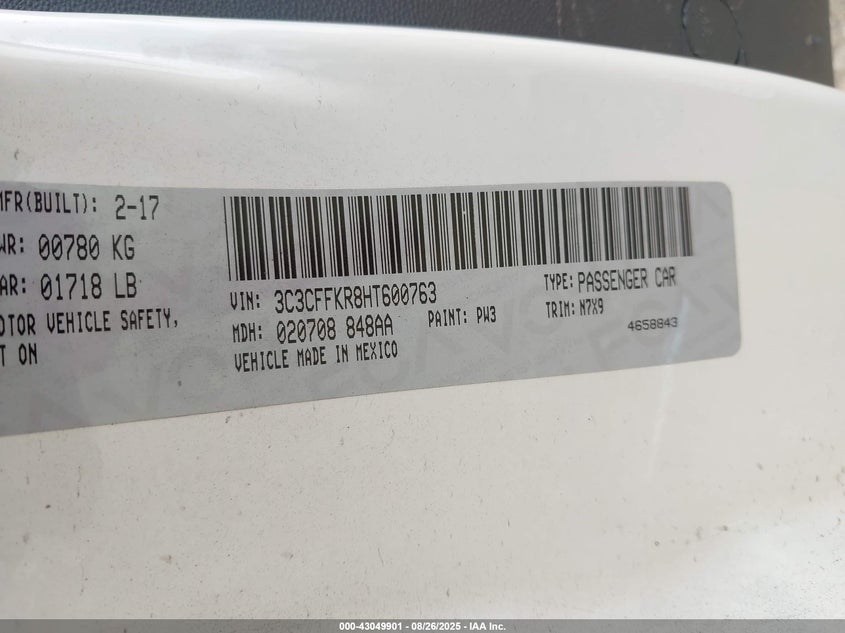 MFR(BUILT): 2-17
WR: 00780 KG
AR: 01718 LB
OTOR VEHICLE SAFETY,
T ON
VIN: 3C3CFFKR8HT600763
TYPE: PASSENGER CAR
MDH: 020708 848AA
PAINT: PW3
TRIM: N7X9
VEHICLE MADE IN MEXICO
4658843
000-43049901 - 08/26/2025 - IAA Inc.